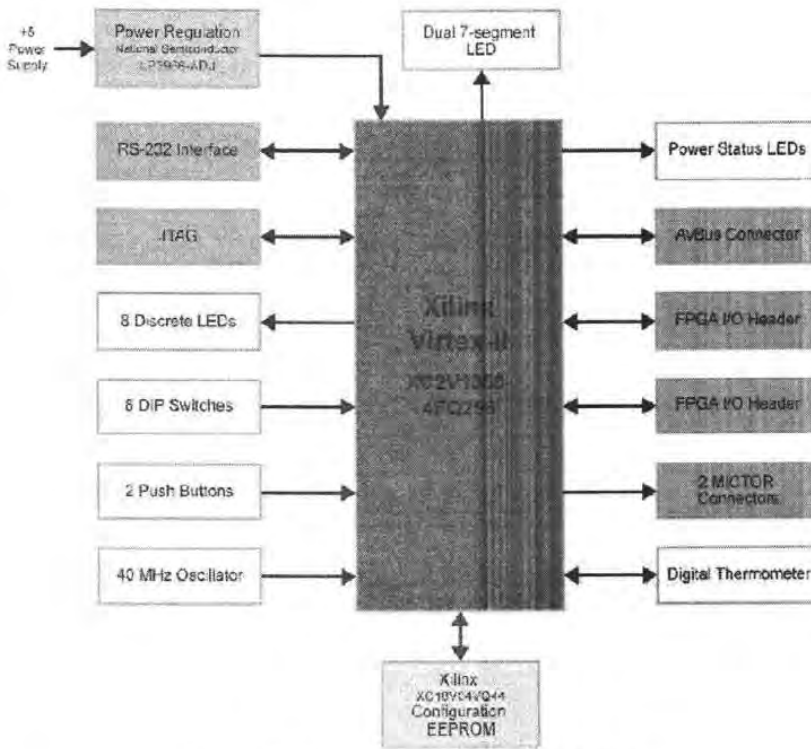 +5
Power
Supply
Power Regulation
National Semiconductor
Dual 7-segment
LED
RS-232 Interface
JTAG
8 Discrete LEDs
DIP Switches
2 Push Buttons
40 MHz Oscillator
Xilinx
Virtex-II
Power Status LEDs
AvBus Connector
FPGA I/O Header
FPGA I/O Header
2 MICTOR
Connectors
Digital Thermometer
Xilinx
XC18V04VQ44
Configuration
EEPROM